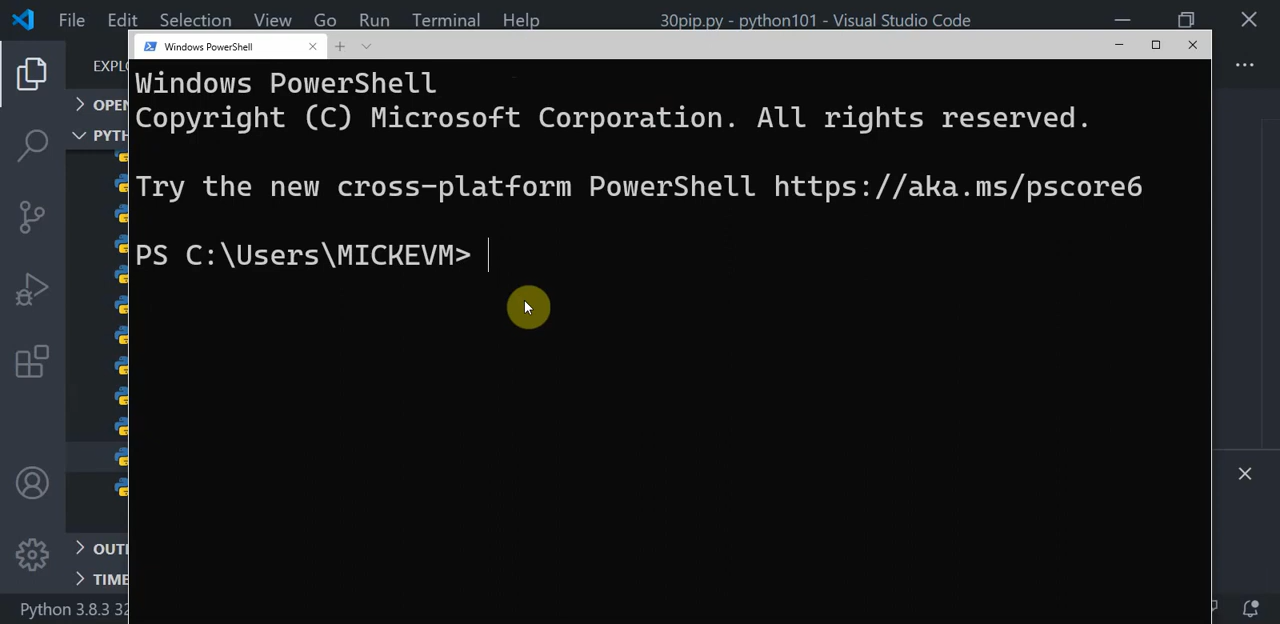 File Edit Selection View Go Run Terminal Help 30pip.py - python101 - Visual Studio Code
Windows PowerShell
EXPL
OPEN
PYTH
Windows PowerShell
Copyright (C) Microsoft Corporation. All rights reserved.
Try the new cross-platform PowerShell https://aka.ms/pscore6
PS C:\Users\MICKEVM>
OUTL
TIME
Python 3.8.3 32